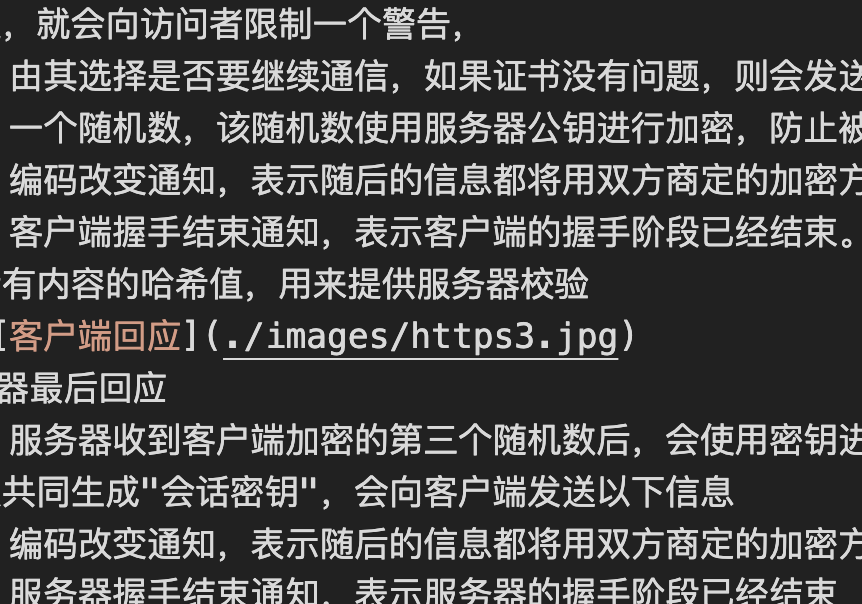 ，就会向访问者限制一个警告，
由其选择是否要继续通信，如果证书没有问题，则会发送
一个随机数，该随机数使用服务器公钥进行加密，防止被
编码改变通知，表示随后的信息都将用双方商定的加密方
客户端握手结束通知，表示客户端的握手阶段已经结束。
有内容的哈希值，用来提供服务器校验
[客户端回应](./images/https3.jpg)
器最后回应
服务器收到客户端加密的第三个随机数后，会使用密钥进
共同生成"会话密钥"，会向客户端发送以下信息
编码改变通知，表示随后的信息都将用双方商定的加密方
服务器握手结束通知，表示服务器的握手阶段已经结束